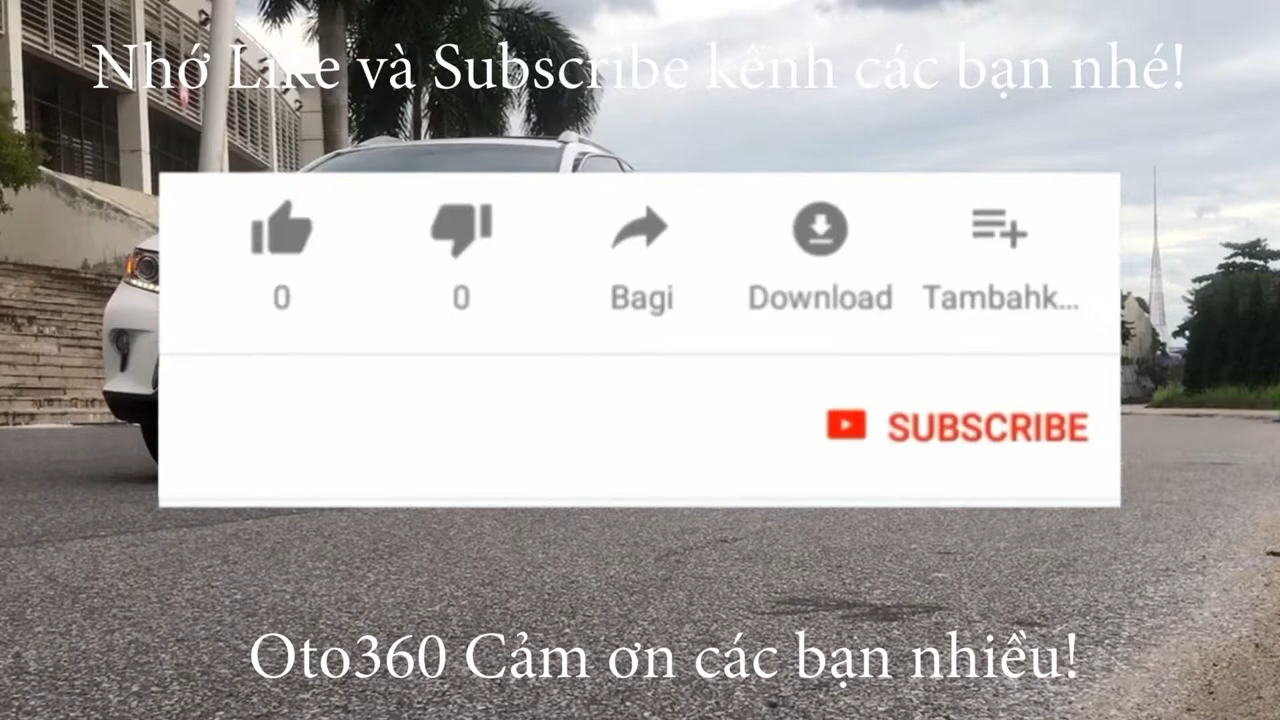 Nhớ Like và Subscribe kênh các bạn nhé!
0 0 Bagi Download Tambahk...
SUBSCRIBE
Oto360 Cảm ơn các bạn nhiều!